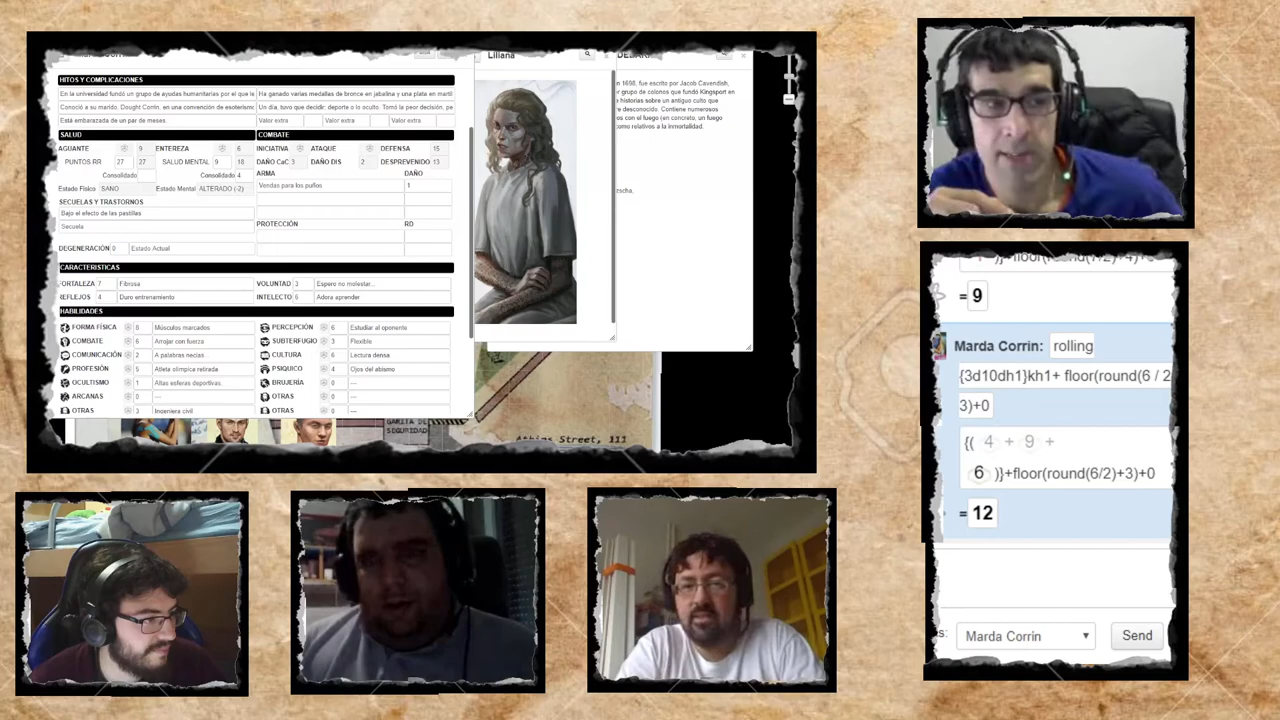 Liliana
HITOS Y COMPLICACIONES
En la universidad fundó un grupo de ayudas humanitarias por el que le
Ha ganado varias medallas de bronce en jabalina y una plata en martil
Conoció a su marido, Dought Corrin, en una convención de esoterismo
Un día, tuvo que decidir; deporte o lo oculto. Tomó la peor decisión, pe
Está embarazada de un par de meses.
Valor extra
Valor extra
Valor extra
SALUD
COMBATE
AGUANTE 9 ENTEREZA 6
INICIATIVA ATAQUE DEFENSA 15
PUNTOS RR 27 27 SALUD MENTAL 9 18
DAÑO CaC 3 DAÑO DIS 2 DESPREVENIDO 13
Consolidado Consolidado 4
ARMA DAÑO
Estado Físico SANO Estado Mental ALTERADO (-2)
Vendas para los puños 1
SECUELAS Y TRASTORNOS
Bajo el efecto de las pastillas
Secuela
PROTECCIÓN RD
DEGENERACIÓN 0 Estado Actual
CARACTERISTICAS
FORTALEZA 7 Fibrosa
VOLUNTAD 3 Espero no molestar...
REFLEJOS 4 Duro entrenamiento
INTELECTO 6 Adora aprender
HABILIDADES
FORMA FÍSICA 8 Músculos marcados
PERCEPCIÓN 6 Estudiar al oponente
COMBATE 6 Arrojar con fuerza
SUBTERFUGIO 3 Flexible
COMUNICACIÓN 2 A palabras necias...
CULTURA 6 Lectura densa
PROFESIÓN 5 Atleta olímpica retirada
PSIQUICO 4 Ojos del abismo
OCULTISMO 1 Altas esferas deportivas.
BRUJERÍA 0 ---
ARCANAS 0 ---
OTRAS 0 ---
OTRAS 3 Ingeniera civil
OTRAS 0 ---
n 1698, fue escrito por Jacob Cavendish,
r grupo de colonos que fundó Kingsport en
historias sobre un antiguo culto que
e desconocido. Contiene numerosos
os con el fuego (en concreto, un fuego
como relativos a la inmortalidad.
zscha,
GARITA DE
SEGURIDAD
Athins Street, 111
= 9
Marda Corrin: rolling
{3d10dh1}kh1+ floor(round(6 / 2
3)+0
{( 4 + 9 +
6 )}+floor(round(6/2)+3)+0
= 12
s: Marda Corrin Send